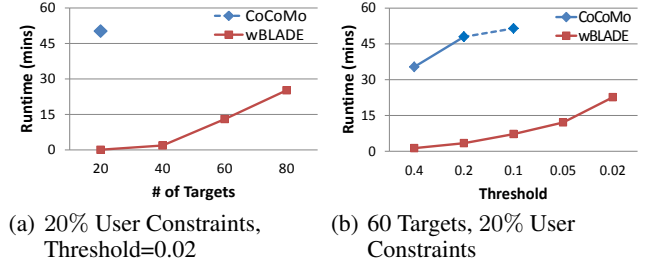 60
45
30
15
0
Runtime (mins)
CoCoMo
wBLADE
20 40 60 80
# of Targets
60
45
30
15
0
Runtime (mins)
CoCoMo
wBLADE
0.4 0.2 0.1 0.05 0.02
Threshold
(a) 20% User Constraints,
Threshold=0.02
(b) 60 Targets, 20% User
Constraints